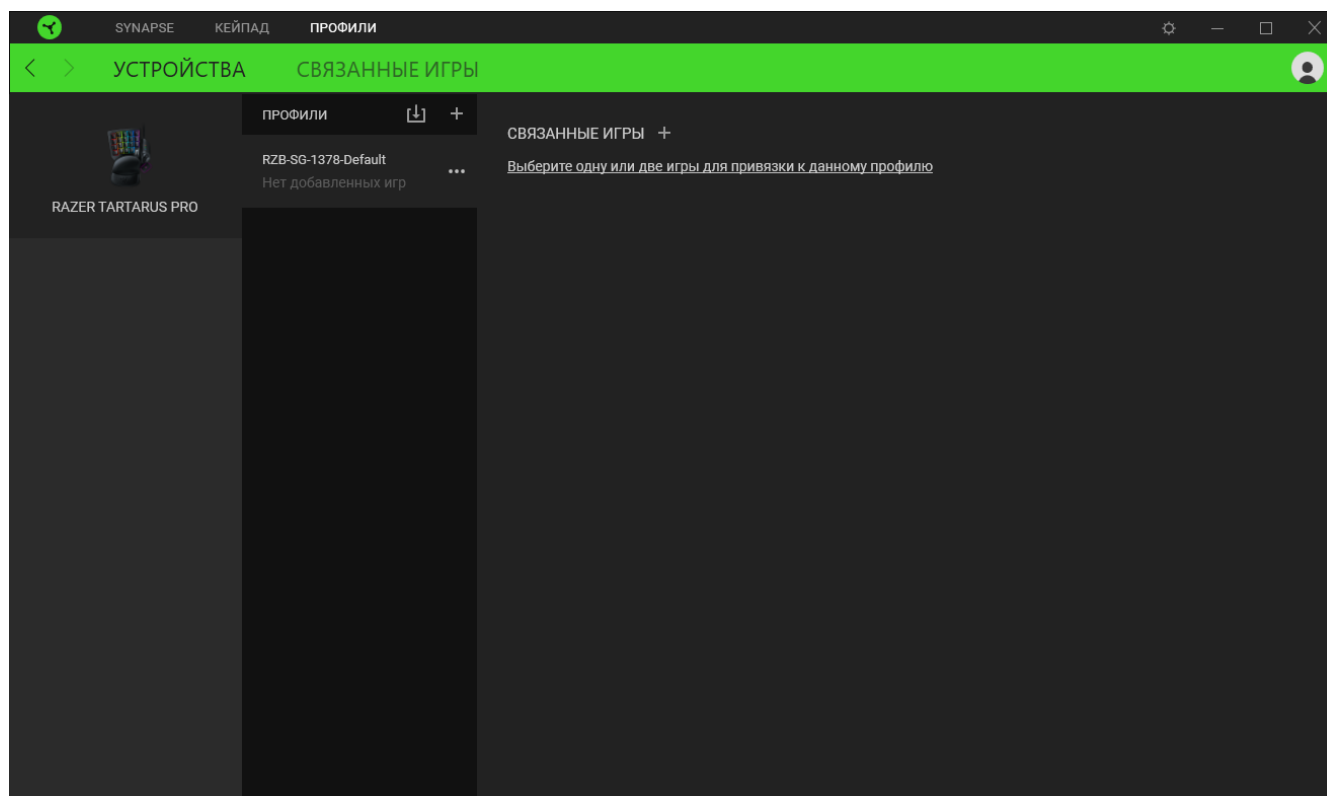 SYNAPSE КЕЙПАД ПРОФИЛИ
УСТРОЙСТВА СВЯЗАННЫЕ ИГРЫ
RAZER TARTARUS PRO
ПРОФИЛИ
RZB-SG-1378-Default
Нет добавленных игр
СВЯЗАННЫЕ ИГРЫ
Выберите одну или две игры для привязки к данному профилю